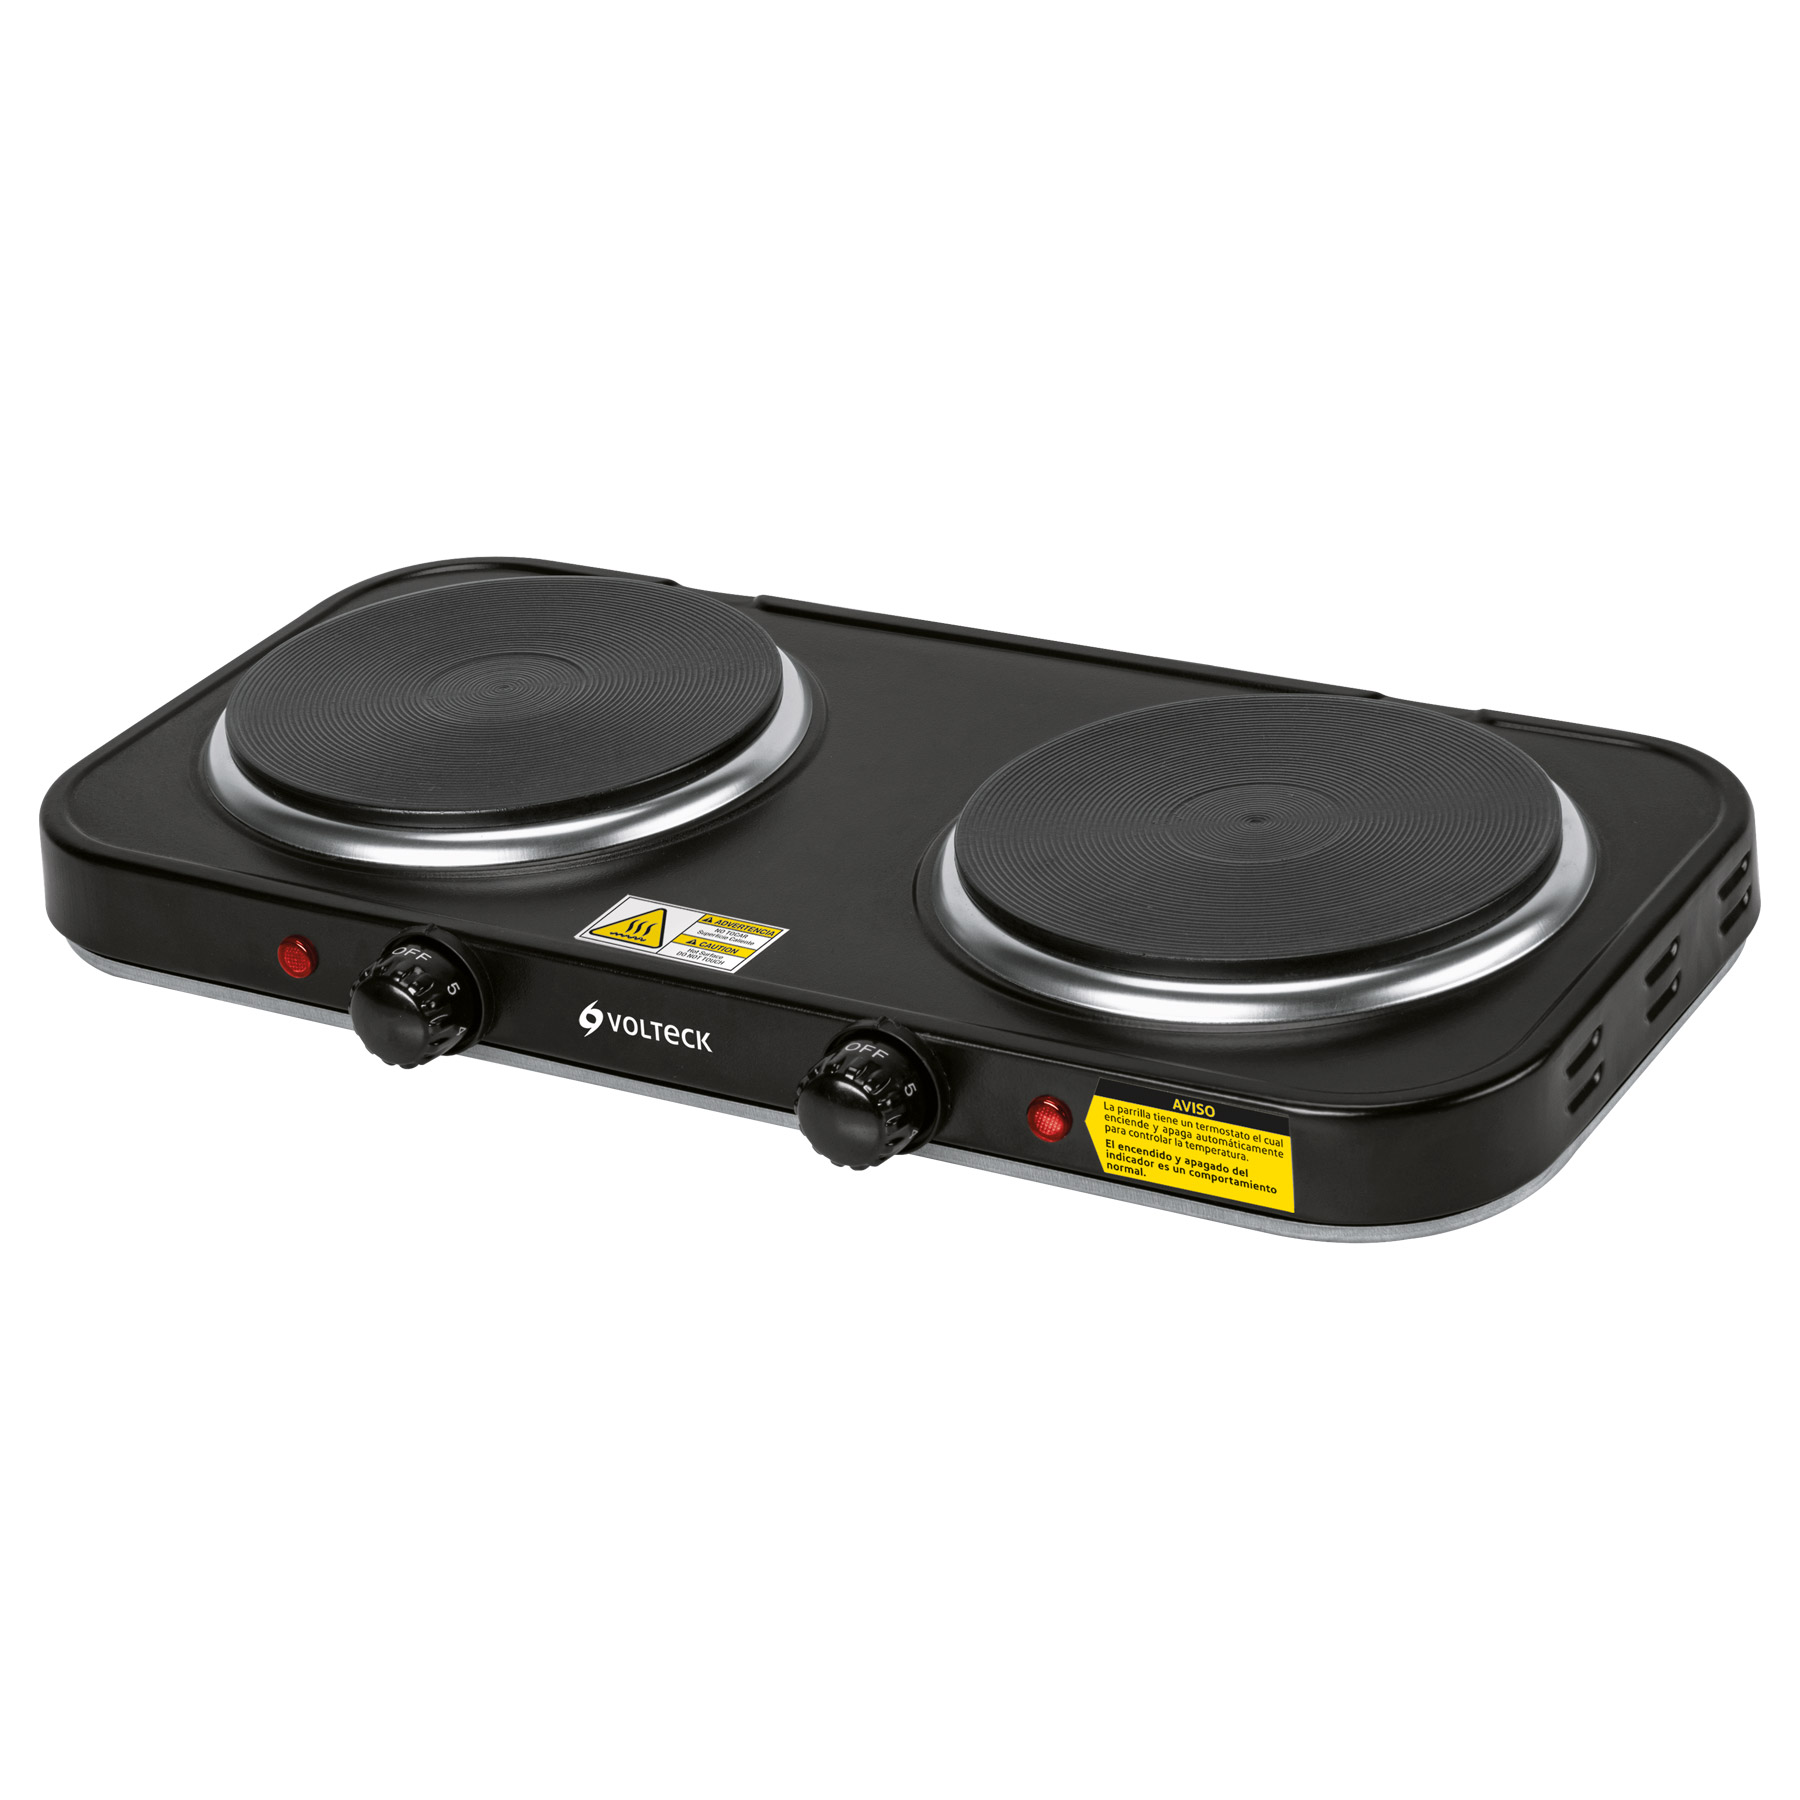 ADVERTENCIA
NO TOCAR
Superficie Caliente
CAUTION
Hot Surface
DO NOT TOUCH
OFF
5
VOLTECK
OFF
5
AVISO
La parrilla tiene un termostato el cual
enciende y apaga automáticamente
para controlar la temperatura.
El encendido y apagado del
indicador es un comportamiento
normal.